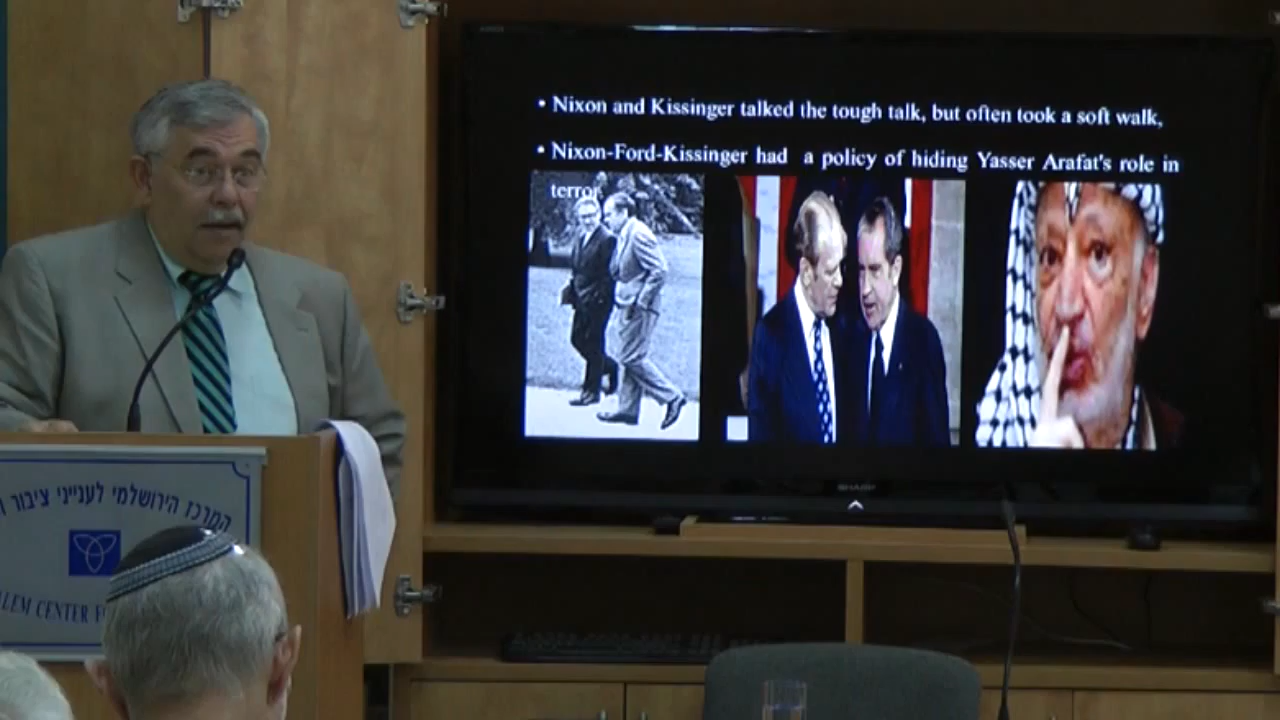 • Nixon and Kissinger talked the tough talk, but often took a soft walk,
• Nixon-Ford-Kissinger had a policy of hiding Yasser Arafat's role in
terror
SHARP
המרכז הירושלמי לענייני ציבור
CENTER